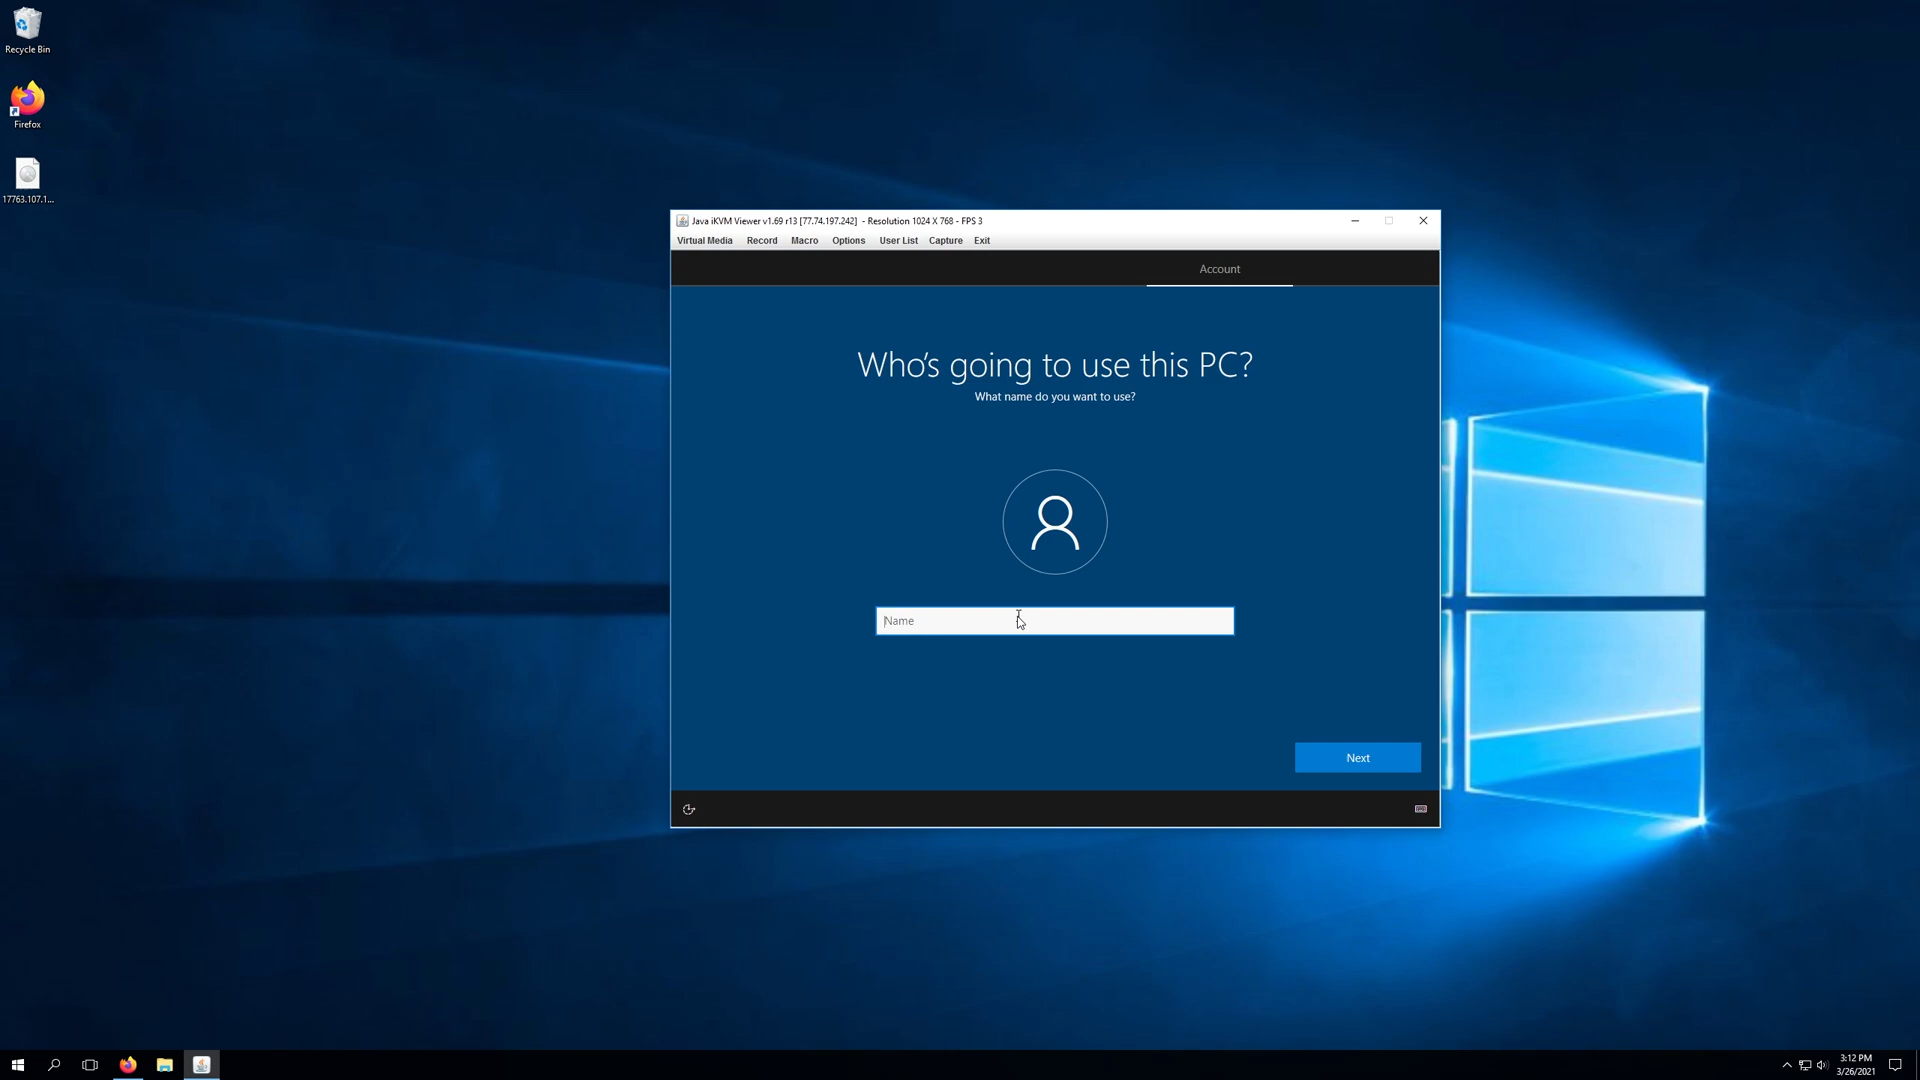 Recycle Bin
Firefox
17763.107.1...
Java iKVM Viewer v1.69 r13 [77.74.197.242] - Resolution 1024 X 768 - FPS 3
Virtual Media Record Macro Options User List Capture Exit
Account
Who's going to use this PC?
What name do you want to use?
Name
Next
3:12 PM
3/26/2021